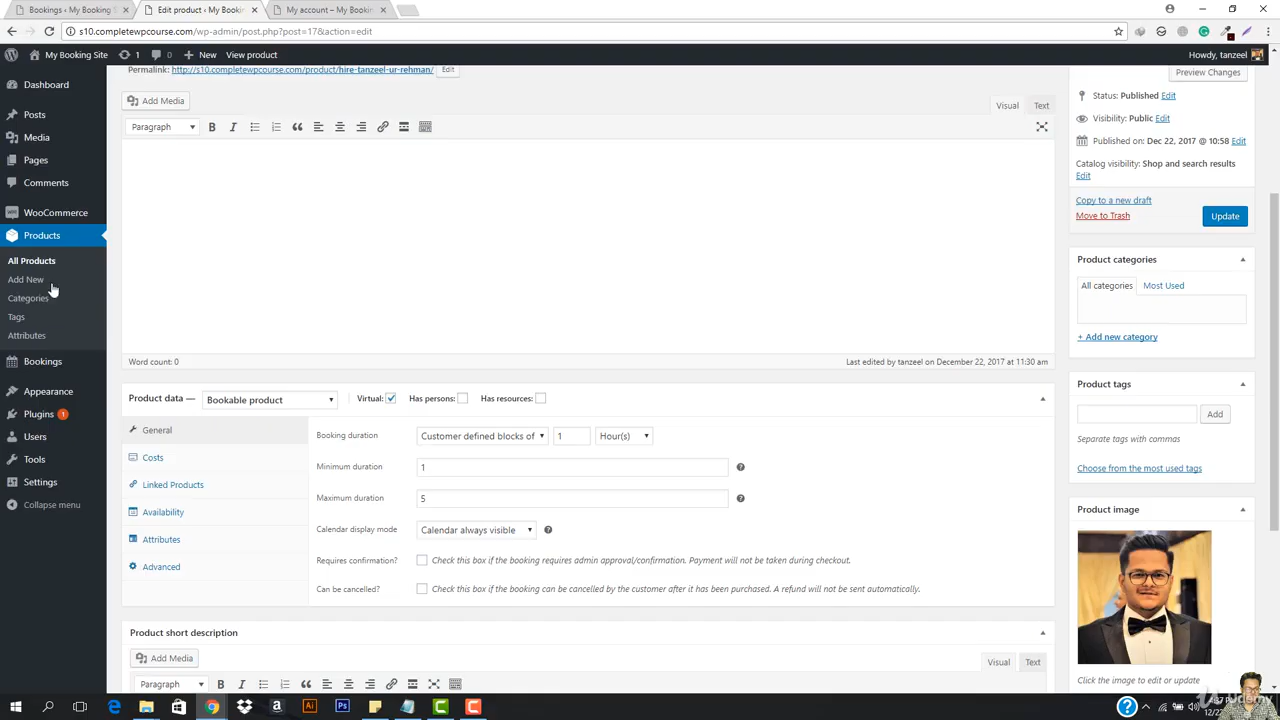 Bookings ‹ My Booking
Edit product ‹ My Bookin
My account – My Booking
s10.completewpcourse.com/wp-admin/post.php?post=17&action=edit
My Booking Site
1
0
New
View product
Howdy, tanzeel
Dashboard
Posts
Media
Pages
Comments
WooCommerce
Products
All Products
Add New
Categories
Tags
Attributes
Bookings
Appearance
Plugins 1
Users
Tools
Settings
Collapse menu
Permalink: http://s10.completewpcourse.com/product/hire-tanzeel-ur-rehman/ Edit
Add Media
Visual Text
Paragraph
Word count: 0
Last edited by tanzeel on December 22, 2017 at 11:30 am
Product data — Bookable product Virtual: Has persons: Has resources:
General
Costs
Linked Products
Availability
Attributes
Advanced
Booking duration Customer defined blocks of 1 Hour(s)
Minimum duration 1
Maximum duration 5
Calendar display mode Calendar always visible
Requires confirmation? Check this box if the booking requires admin approval/confirmation. Payment will not be taken during checkout.
Can be cancelled? Check this box if the booking can be cancelled by the customer after it has been purchased. A refund will not be sent automatically.
Product short description
Add Media
Visual Text
Paragraph
Preview Changes
Status: Published Edit
Visibility: Public Edit
Published on: Dec 22, 2017 @ 10:58 Edit
Catalog visibility: Shop and search results
Edit
Copy to a new draft
Move to Trash
Update
Product categories
All categories Most Used
+ Add new category
Product tags
Add
Separate tags with commas
Choose from the most used tags
Product image
Click the image to edit or update